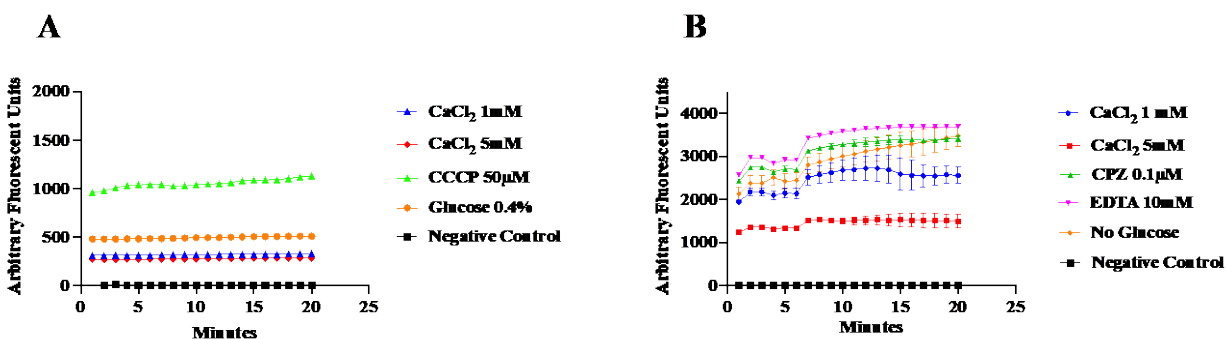 A
Arbitrary Fluorescent Units
2000
1500
1000
500
0
0 5 10 15 20 25
Minutes
CaCl₂ 1mM
CaCl₂ 5mM
CCCP 50µM
Glucose 0.4%
Negative Control
B
Arbitrary Fluorescent Units
4000
3000
2000
1000
0
0 5 10 15 20 25
Minutes
CaCl₂ 1 mM
CaCl₂ 5mM
CPZ 0.1µM
EDTA 10mM
No Glucose
Negative Control